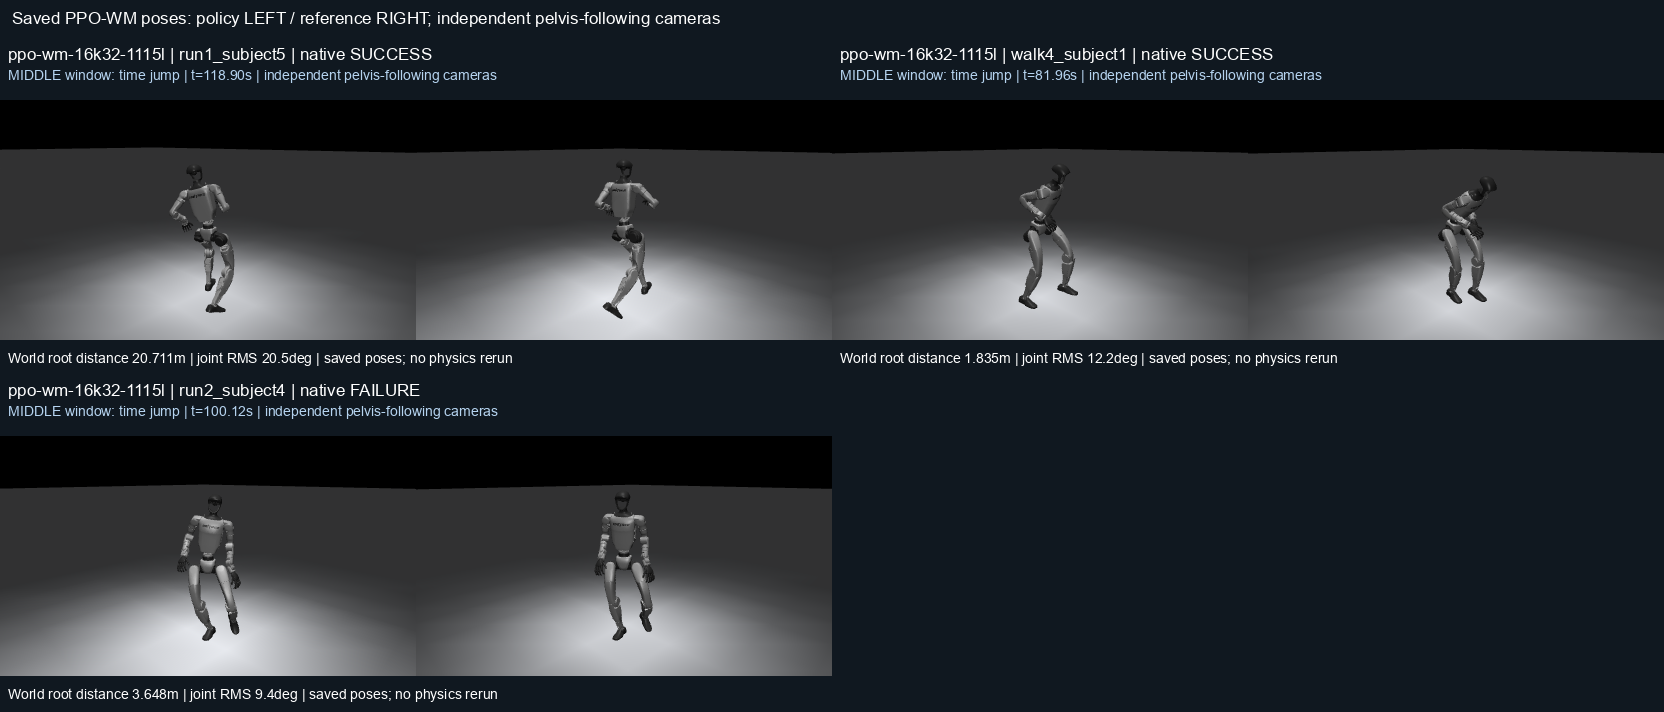 Saved PPO-WM poses: policy LEFT / reference RIGHT; independent pelvis-following cameras
ppo-wm-16k32-1115l | run1_subject5 | native SUCCESS
MIDDLE window: time jump | t=118.90s | independent pelvis-following cameras
World root distance 20.711m | joint RMS 20.5deg | saved poses; no physics rerun
ppo-wm-16k32-1115l | walk4_subject1 | native SUCCESS
MIDDLE window: time jump | t=81.96s | independent pelvis-following cameras
World root distance 1.835m | joint RMS 12.2deg | saved poses; no physics rerun
ppo-wm-16k32-1115l | run2_subject4 | native FAILURE
MIDDLE window: time jump | t=100.12s | independent pelvis-following cameras
World root distance 3.648m | joint RMS 9.4deg | saved poses; no physics rerun